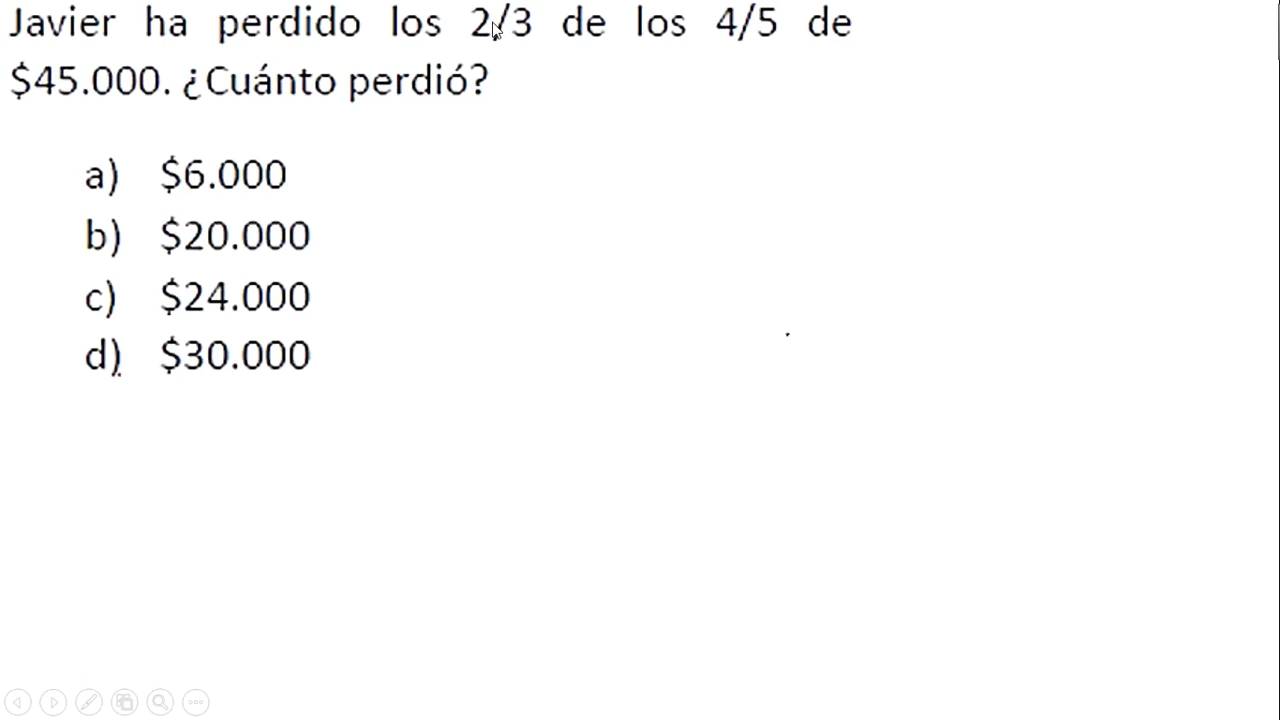 Javier ha perdido los 2/3 de los 4/5 de
$45.000. ¿Cuánto perdió?
a) $6.000
b) $20.000
c) $24.000
d) $30.000